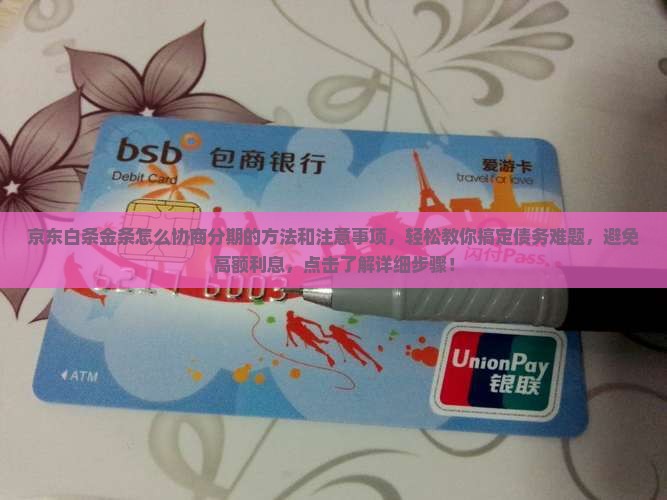 bsb 包商银行
Debit Card
爱游卡
travel for love
京东白条金条怎么协商分期的方法和注意事项，轻松教你搞定债务难题，避免
高额利息，点击了解详细步骤！
闪付Pass
6217 6003
ATM
UnionPay
银联